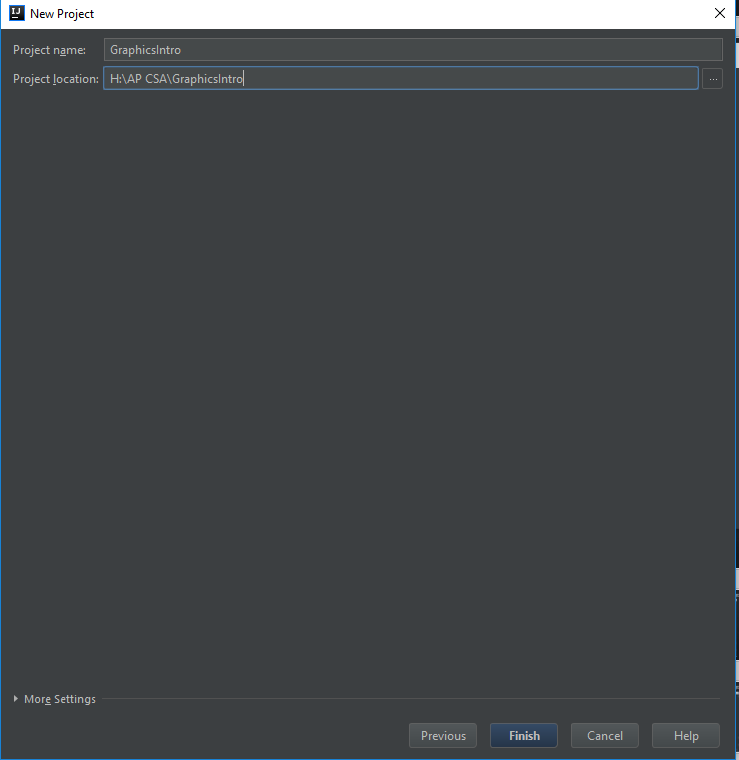 IJ New Project
Project name: GraphicsIntro
Project location: H:\AP CSA\GraphicsIntro ...
More Settings
Previous Finish Cancel Help